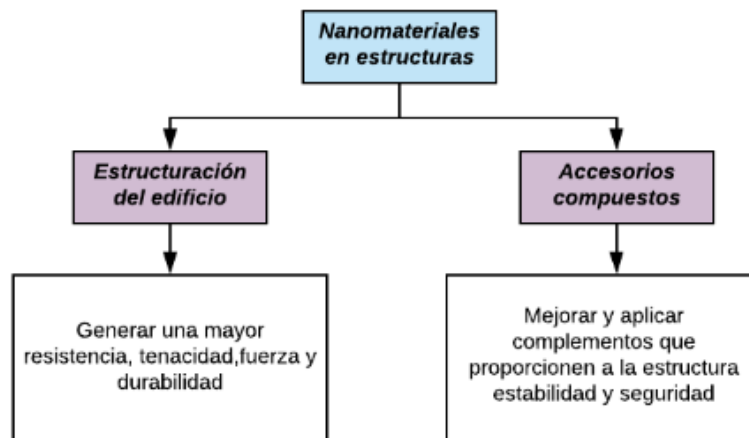 Nanomateriales
en estructuras
Estructuración
del edificio
Accesorios
compuestos
Generar una mayor
resistencia, tenacidad,fuerza y
durabilidad
Mejorar y aplicar
complementos que
proporcionen a la estructura
estabilidad y seguridad